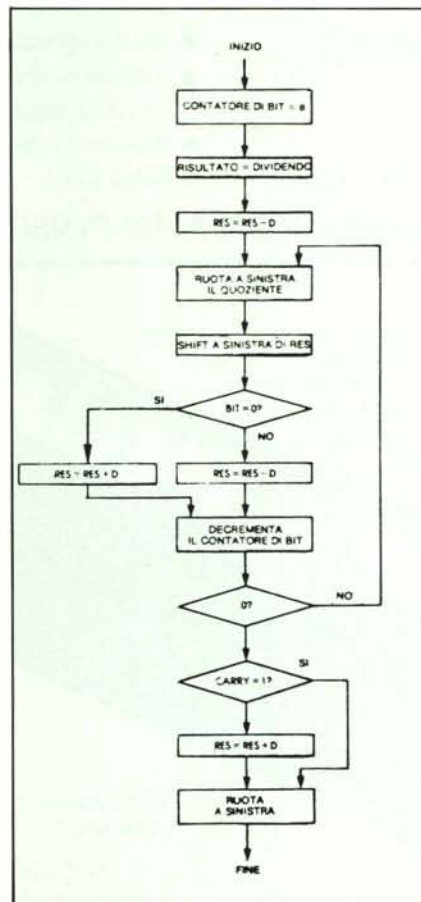 INIZIO
CONTATORE DI BIT = 8
RISULTATO = DIVIDENDO
RES = RES - D
RUOTA A SINISTRA
IL QUOZIENTE
SHIFT A SINISTRA DI RES
SI
BIT = 0?
NO
RES = RES + D
RES = RES - D
DECREMENTA
IL CONTATORE DI BIT
0?
NO
SI
CARRY = 1?
RES = RES + D
RUOTA
A SINISTRA
FINE